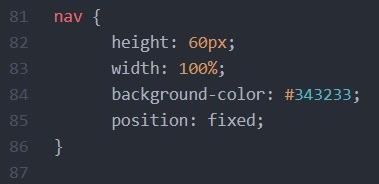 81 nav {
82 height: 60px;
83 width: 100%;
84 background-color: #343233;
85 position: fixed;
86 }
87